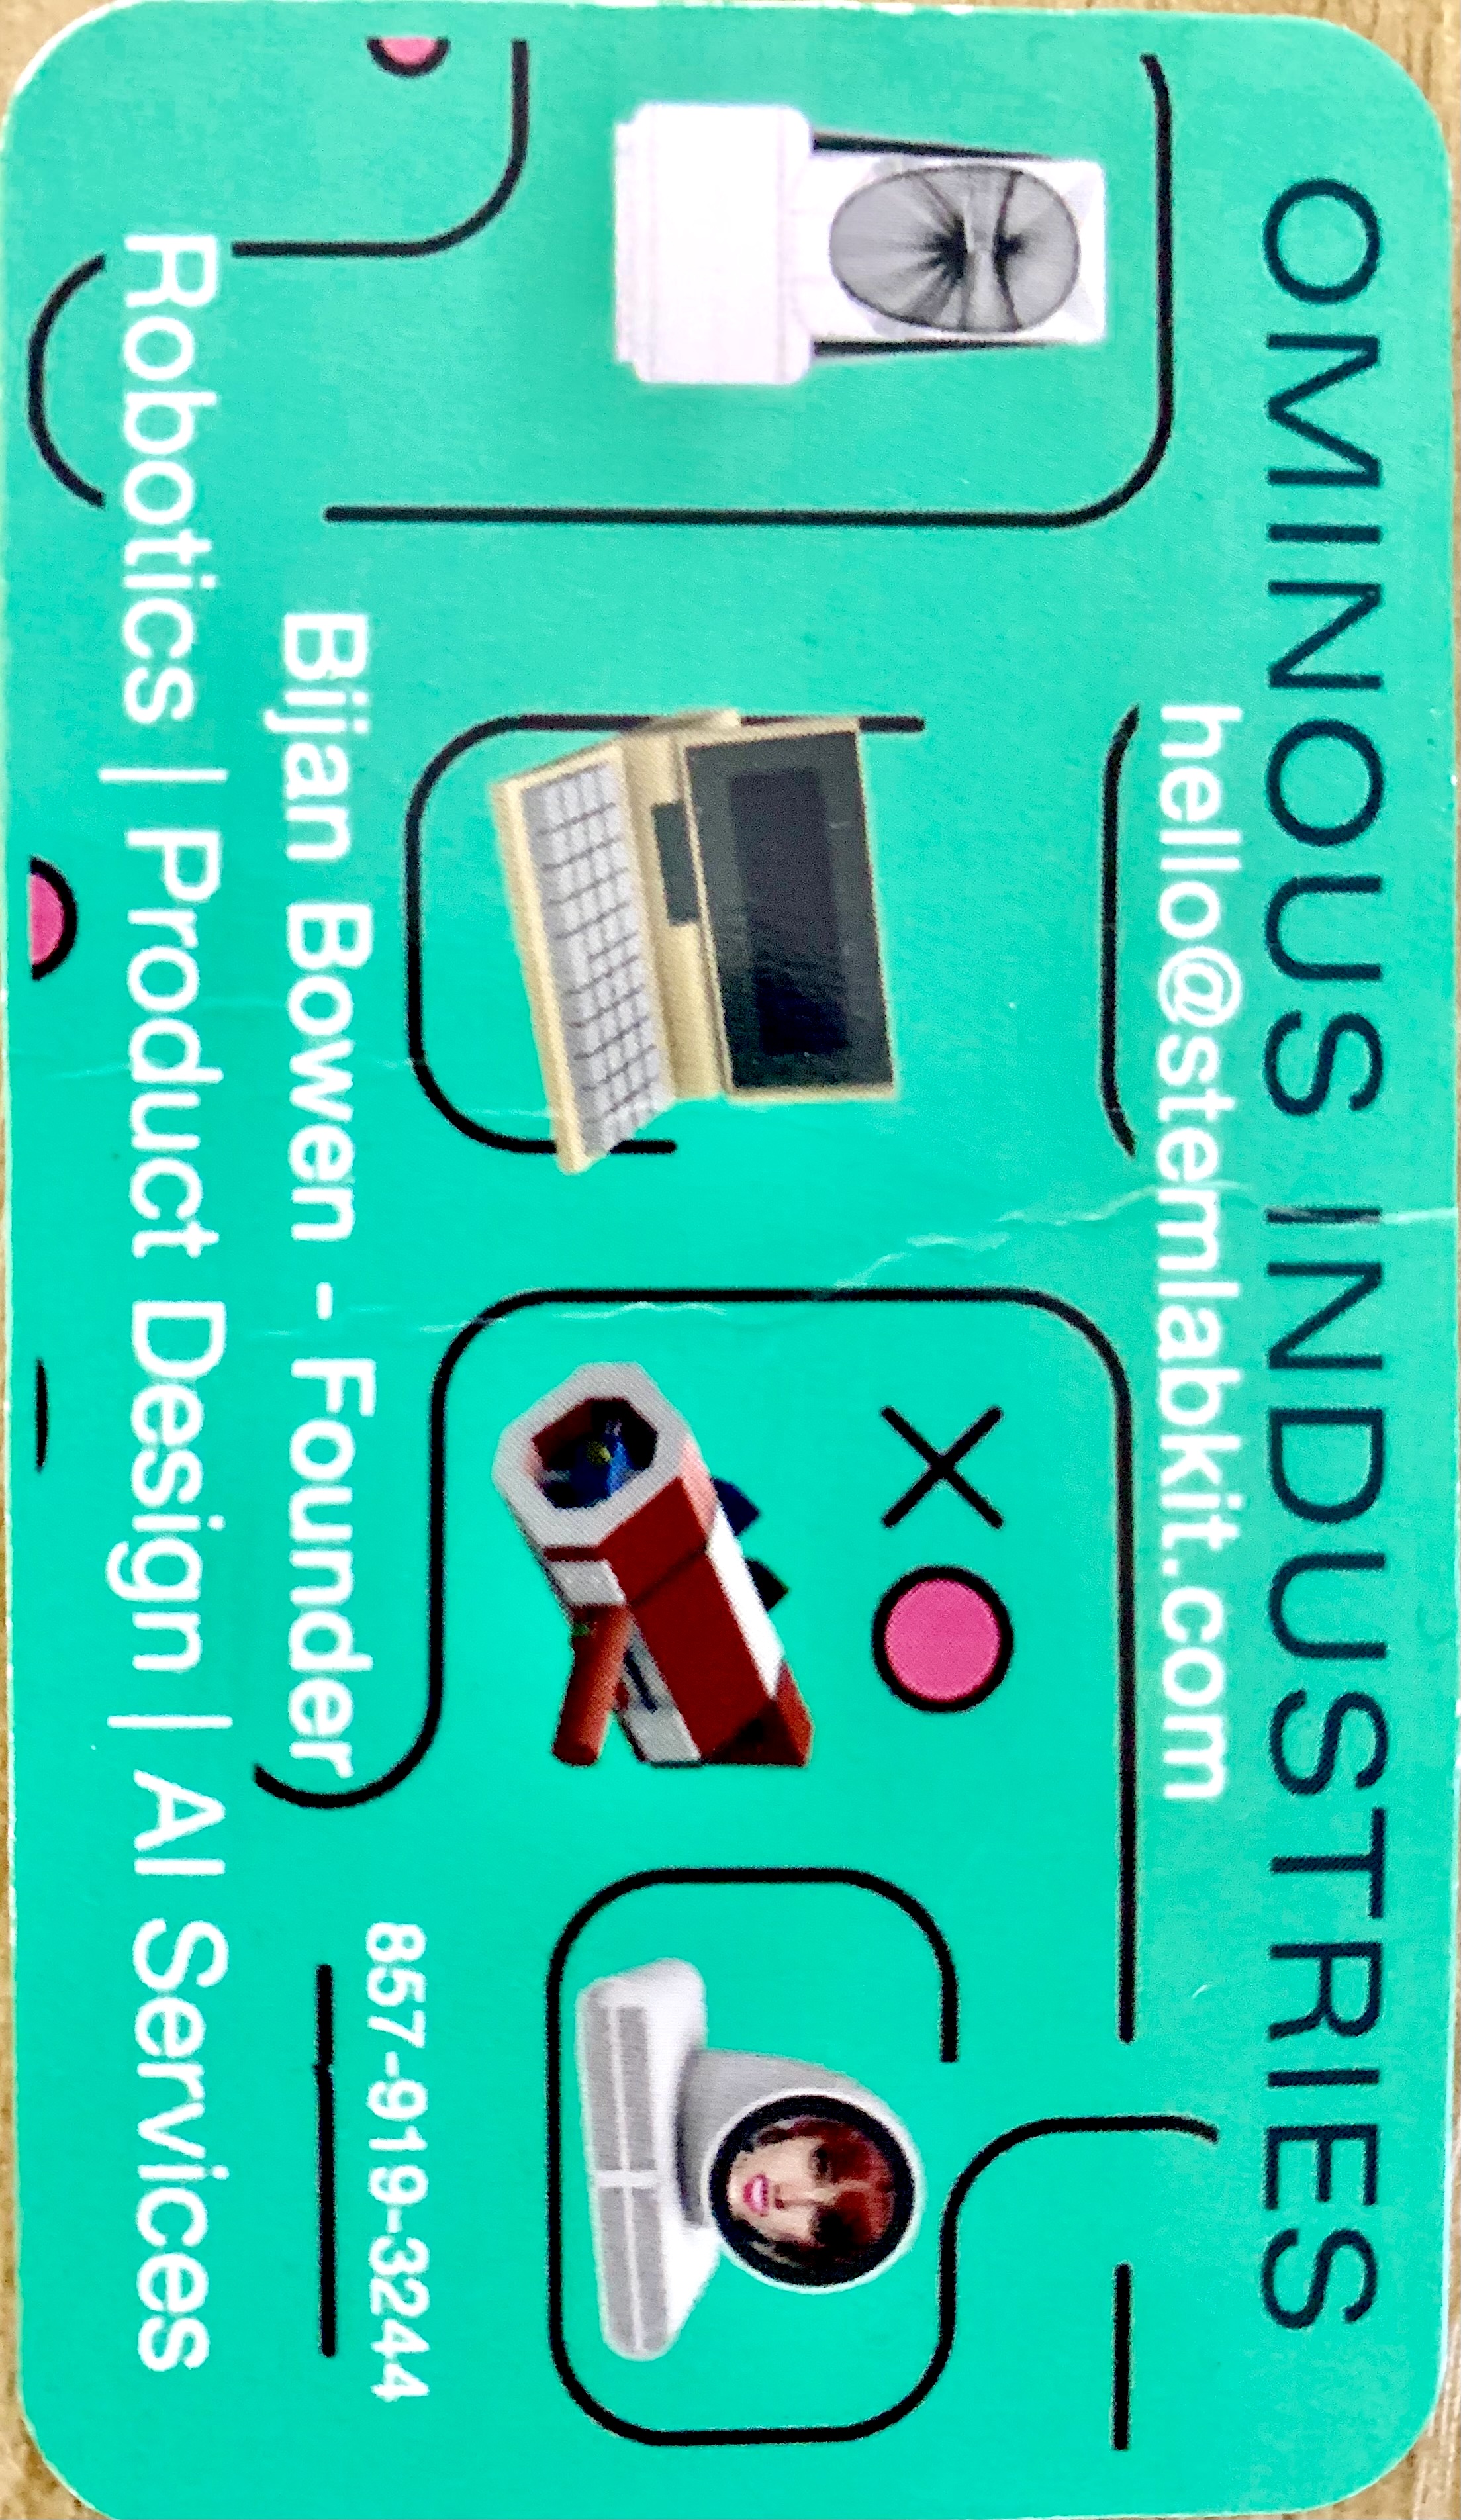 OMINOUS INDUSTRIES
hello@stemlabkit.com
857-919-3244
Bijan Bowen - Founder
Robotics | Product Design | AI Services